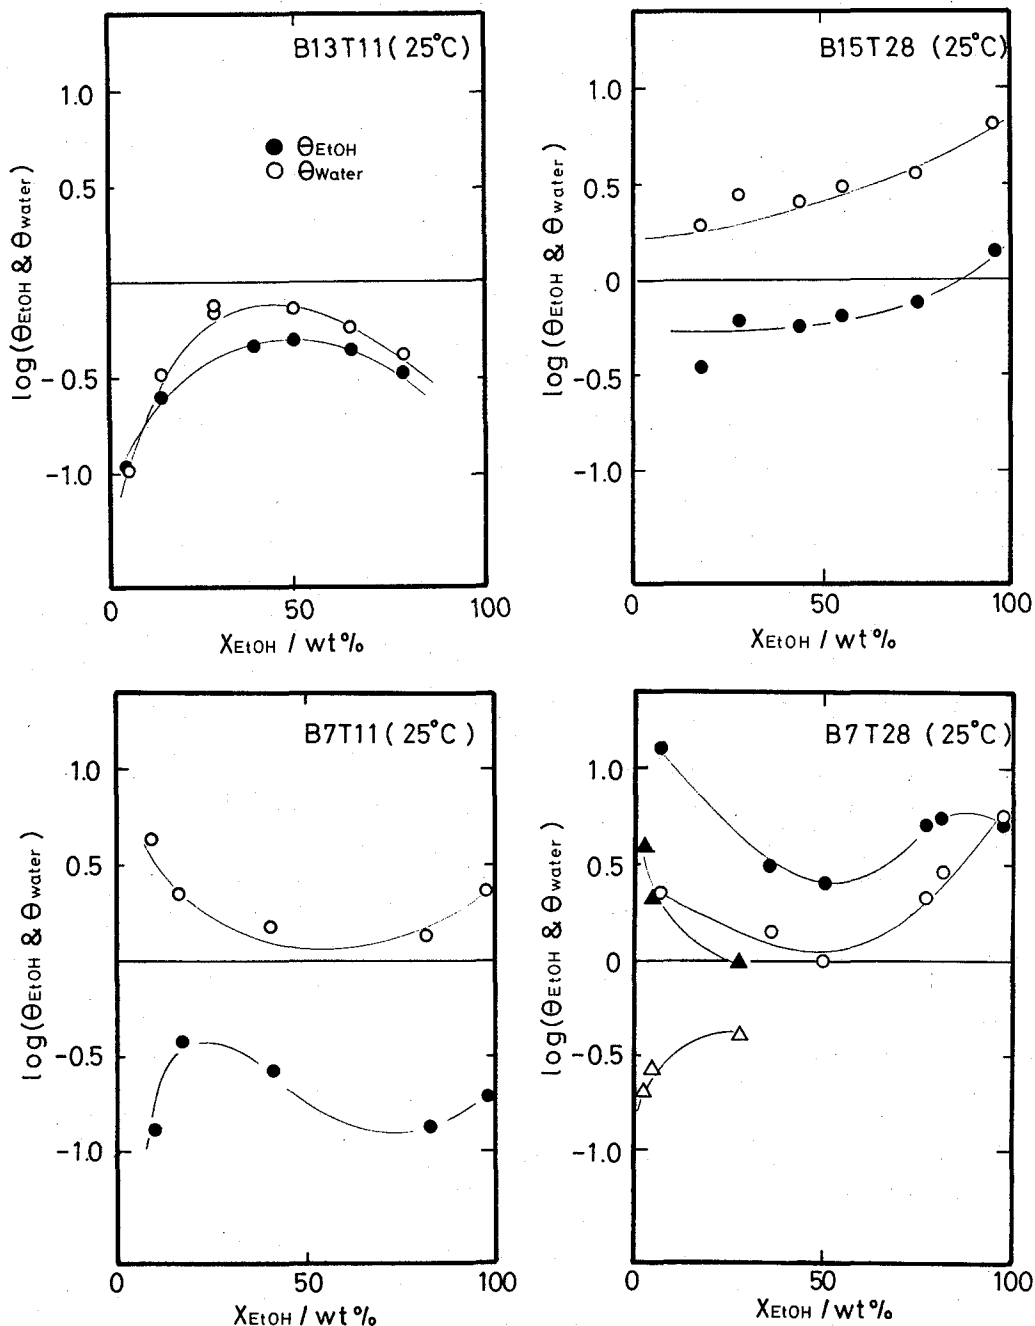 B13T11 (25°C)
1.0
0.5
-0.5
-1.0
● ΘEtOH
○ ΘWater
log(ΘEtOH & Θwater)
0
50
100
XEtOH / wt%
B15T28 (25°C)
1.0
0.5
0
-0.5
-1.0
log(ΘEtOH & Θwater)
0
50
100
XEtOH / wt%
B7T11 (25°C)
1.0
0.5
0
-0.5
-1.0
log(ΘEtOH & Θwater)
0
50
100
XEtOH / wt%
B7T28 (25°C)
1.0
0.5
0
-0.5
-1.0
log(ΘEtOH & Θwater)
0
50
100
XEtOH / wt%